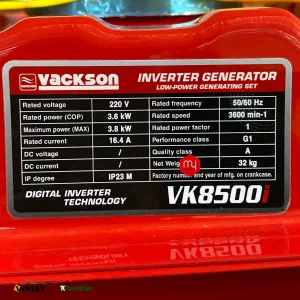 VACKSON
INVERTER GENERATOR
LOW-POWER GENERATING SET
Rated voltage 220 V
Rated power (COP) 3.6 kW
Maximum power (MAX) 3.8 kW
Rated current 16.4 A
DC voltage /
DC current /
IP degree IP23 M
Rated frequency 50/60 Hz
Rated speed 3600 min-1
Rated power factor 1
Performance class G1
Quality class A
Net Weight 32 kg
Factory number and year of mfg. on crankcase.
DIGITAL INVERTER
TECHNOLOGY
VK8500i